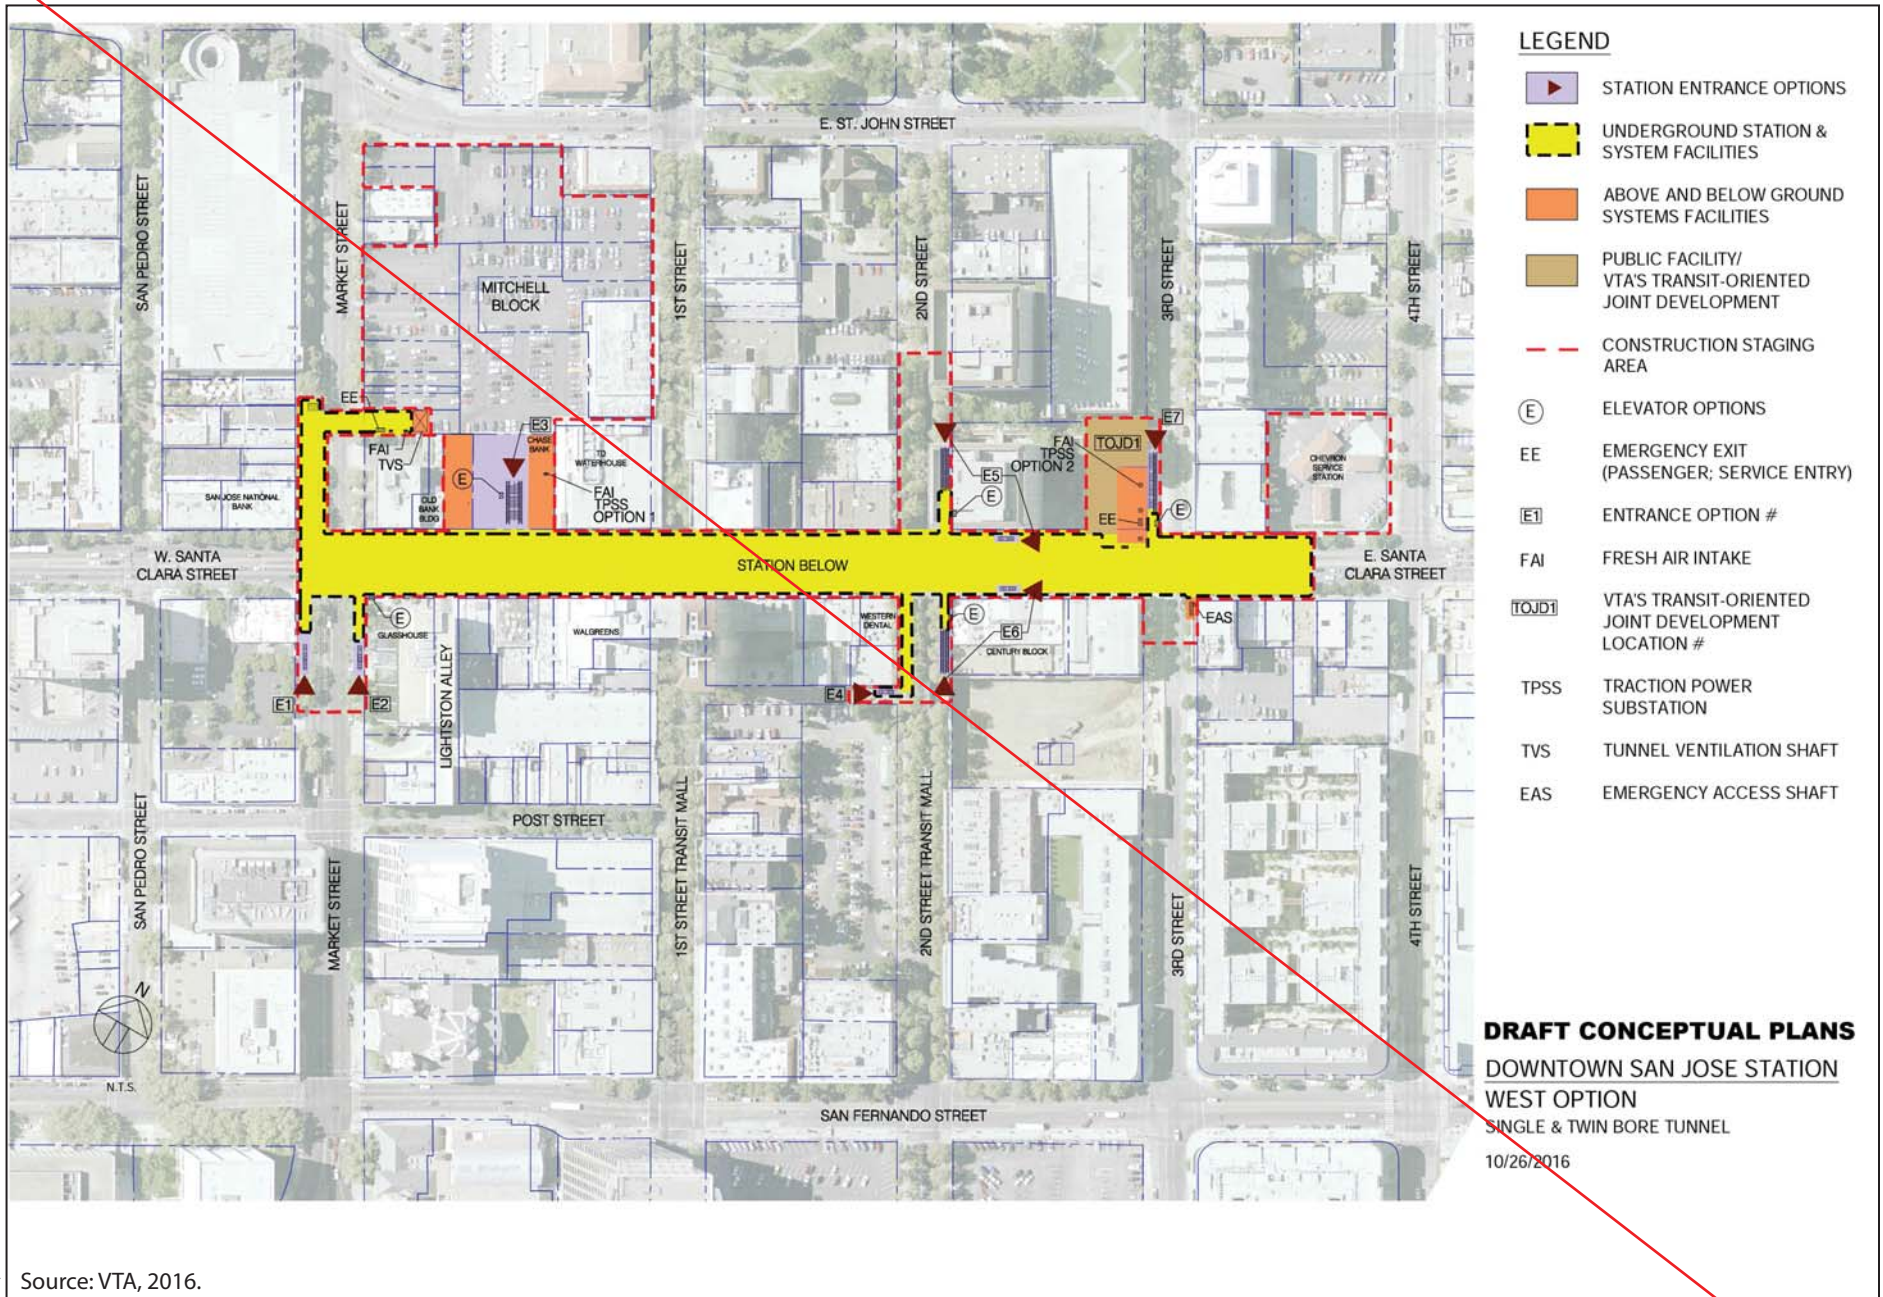 E. ST. JOHN STREET
SAN PEDRO STREET
MARKET STREET
MITCHELL
BLOCK
1ST STREET
2ND STREET
3RD STREET
4TH STREET
EE
FAI
TVS
E3
CHASE
BANK
TO
WATERHOUSE
E
FAI
TPSS
OPTION 1
OLD
BANK
BLDG
SAN JOSE NATIONAL
BANK
E5
E
FAI
TPSS
OPTION 2
TOJD1
E7
EE
E
CHEVRON
SERVICE
STATION
W. SANTA
CLARA STREET
STATION BELOW
E. SANTA
CLARA STREET
E
GLASSHOUSE
WALGREENS
WESTERN
DENTAL
E
E6
CENTURY BLOCK
EAS
E1
E2
E4
LIGHTSTON ALLEY
POST STREET
SAN PEDRO STREET
MARKET STREET
1ST STREET TRANSIT MALL
2ND STREET TRANSIT MALL
3RD STREET
4TH STREET
N
N.T.S.
SAN FERNANDO STREET
LEGEND
STATION ENTRANCE OPTIONS
UNDERGROUND STATION &
SYSTEM FACILITIES
ABOVE AND BELOW GROUND
SYSTEMS FACILITIES
PUBLIC FACILITY/
VTA'S TRANSIT-ORIENTED
JOINT DEVELOPMENT
CONSTRUCTION STAGING
AREA
E ELEVATOR OPTIONS
EE EMERGENCY EXIT
(PASSENGER; SERVICE ENTRY)
E1 ENTRANCE OPTION #
FAI FRESH AIR INTAKE
TOJD1 VTA'S TRANSIT-ORIENTED
JOINT DEVELOPMENT
LOCATION #
TPSS TRACTION POWER
SUBSTATION
TVS TUNNEL VENTILATION SHAFT
EAS EMERGENCY ACCESS SHAFT
DRAFT CONCEPTUAL PLANS
DOWNTOWN SAN JOSE STATION
WEST OPTION
SINGLE & TWIN BORE TUNNEL
10/26/2016
Source: VTA, 2016.